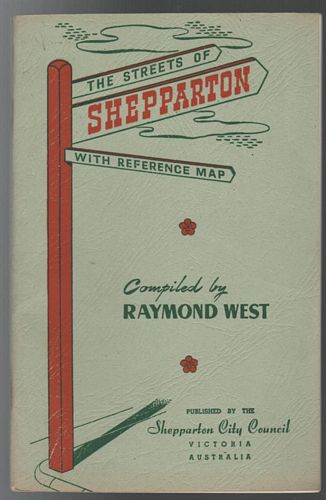 THE STREETS OF
SHEPPARTON
WITH REFERENCE MAP
Compiled by
RAYMOND WEST
PUBLISHED BY THE
Shepparton City Council
VICTORIA
AUSTRALIA